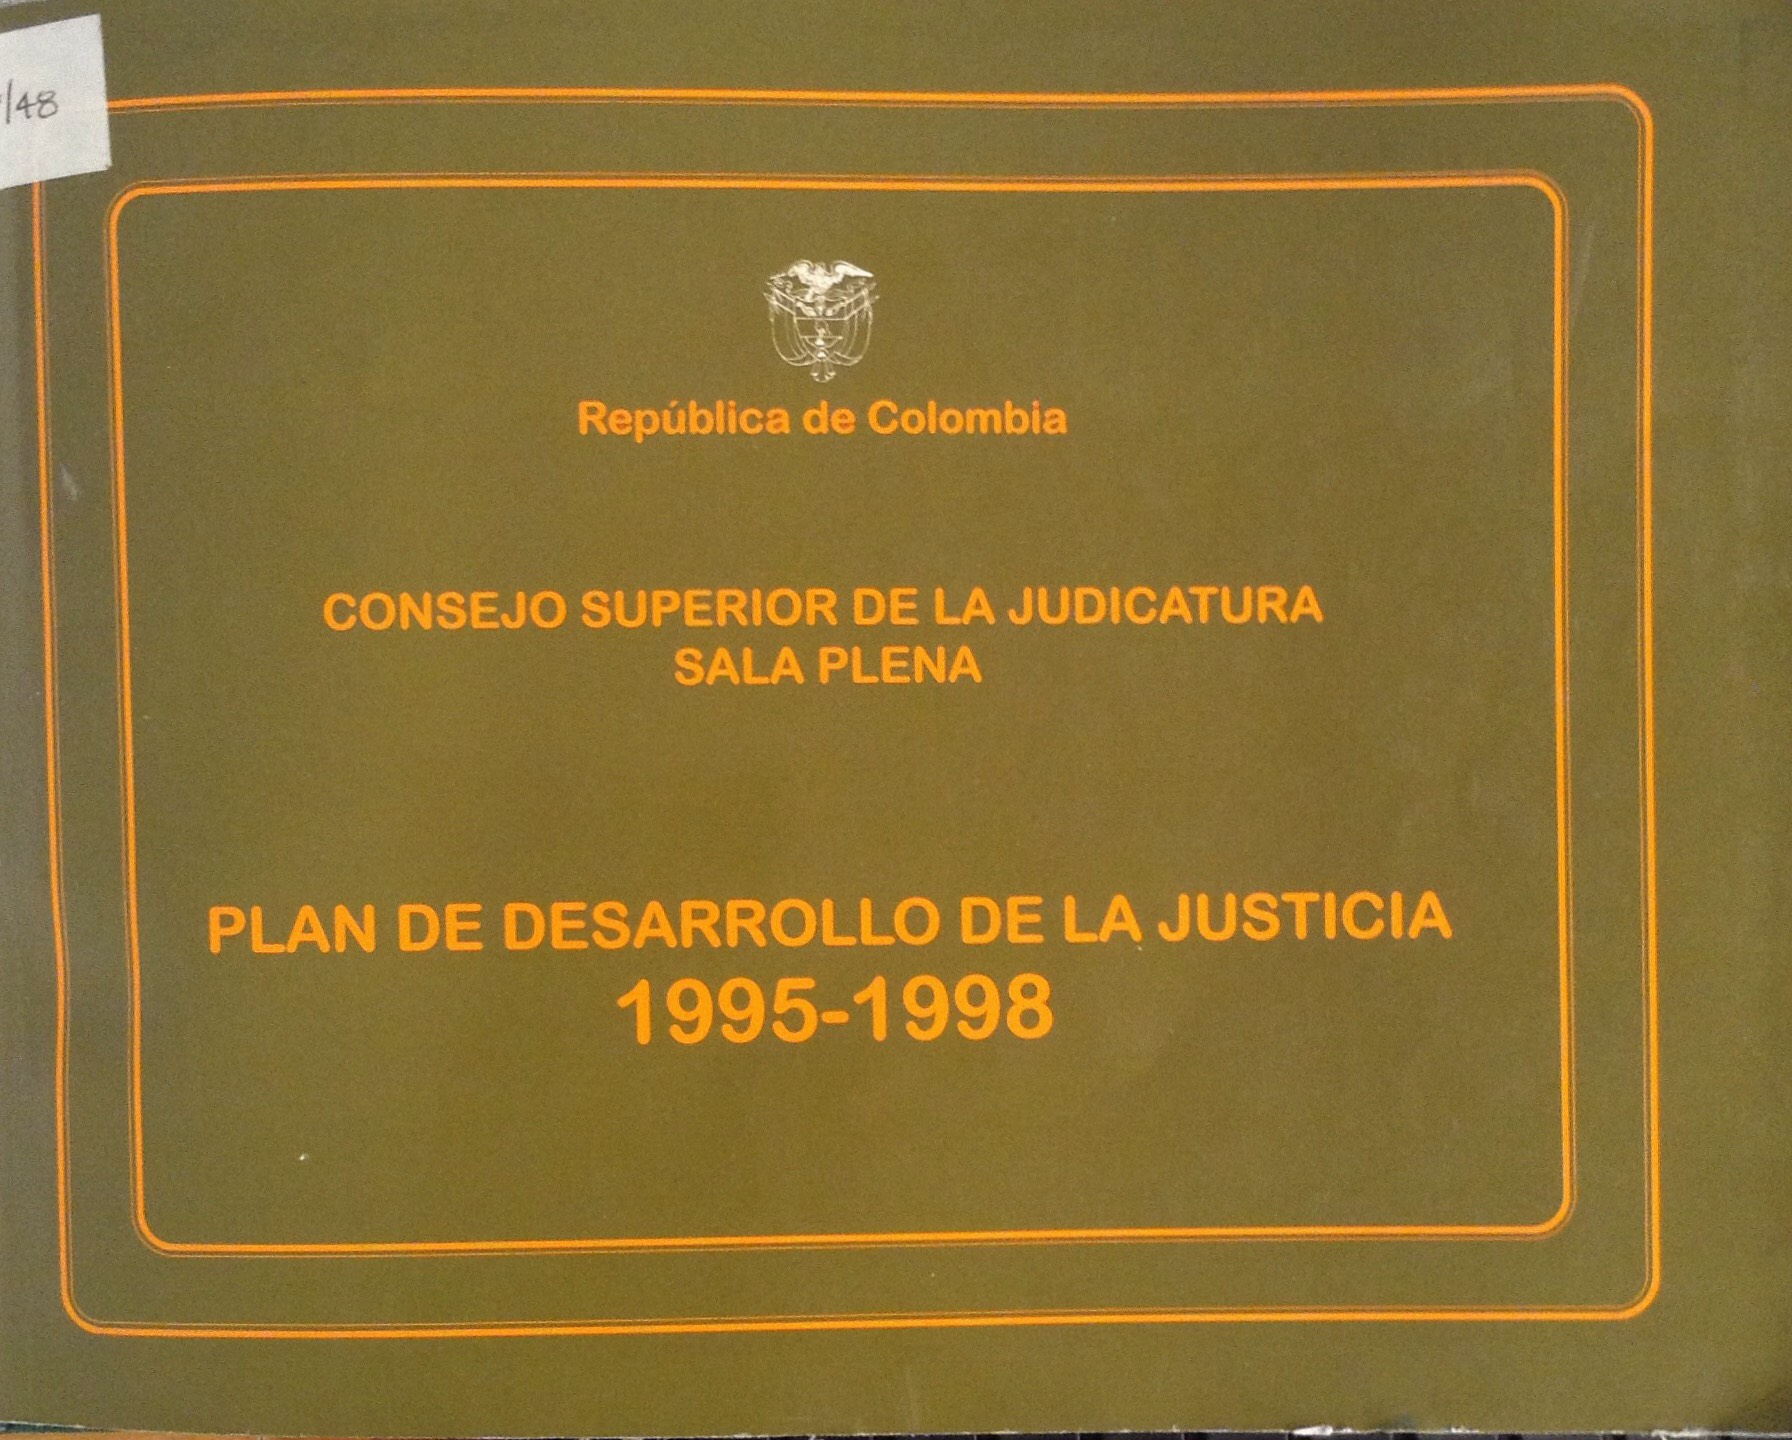 /48
República de Colombia
CONSEJO SUPERIOR DE LA JUDICATURA
SALA PLENA
PLAN DE DESARROLLO DE LA JUSTICIA
1995-1998